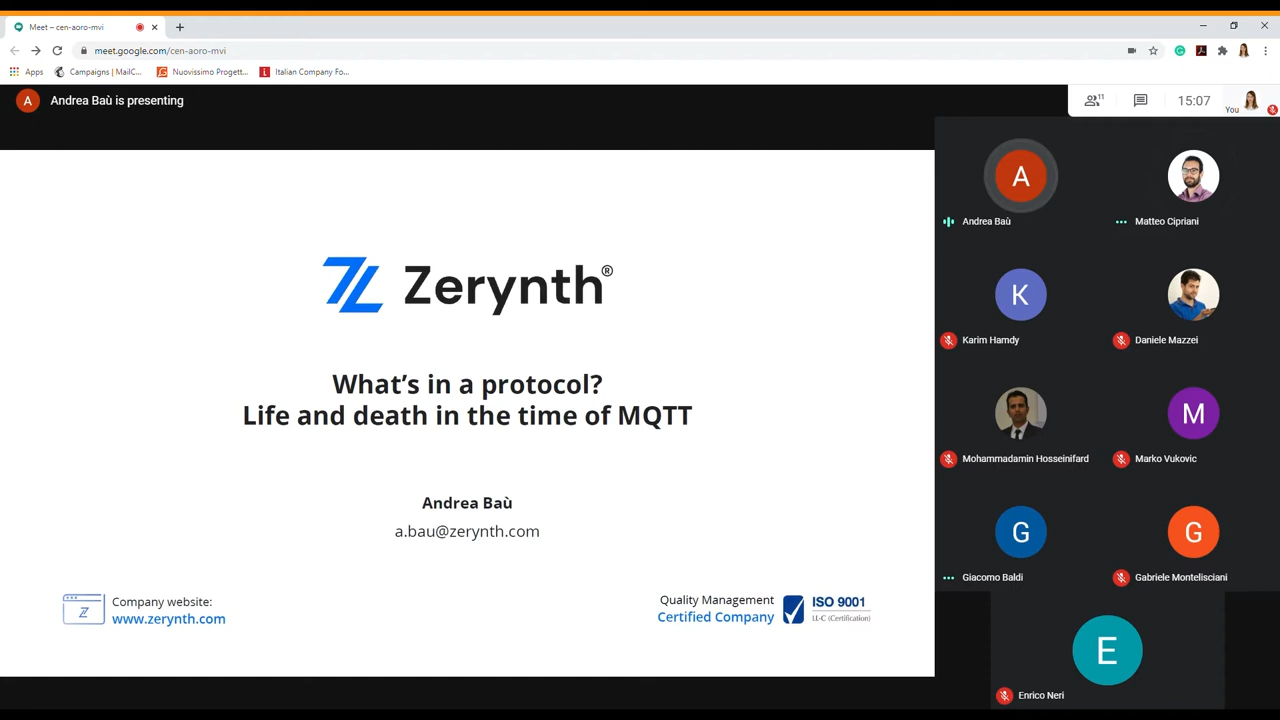 Meet – cen-aoro-mvi
meet.google.com/cen-aoro-mvi
Apps
Campaigns | MailC...
Nuovissimo Progett...
Italian Company Fo...
A
Andrea Baù is presenting
11
15:07
You
Zerynth®
What's in a protocol?
Life and death in the time of MQTT
Andrea Baù
a.bau@zerynth.com
Z
Company website:
www.zerynth.com
Quality Management
Certified Company
ISO 9001
LL-C (Certification)
A
Andrea Baù
Matteo Cipriani
K
Karim Hamdy
Daniele Mazzei
Mohammadamin Hosseinifard
M
Marko Vukovic
G
Giacomo Baldi
G
Gabriele Montelisciani
E
Enrico Neri